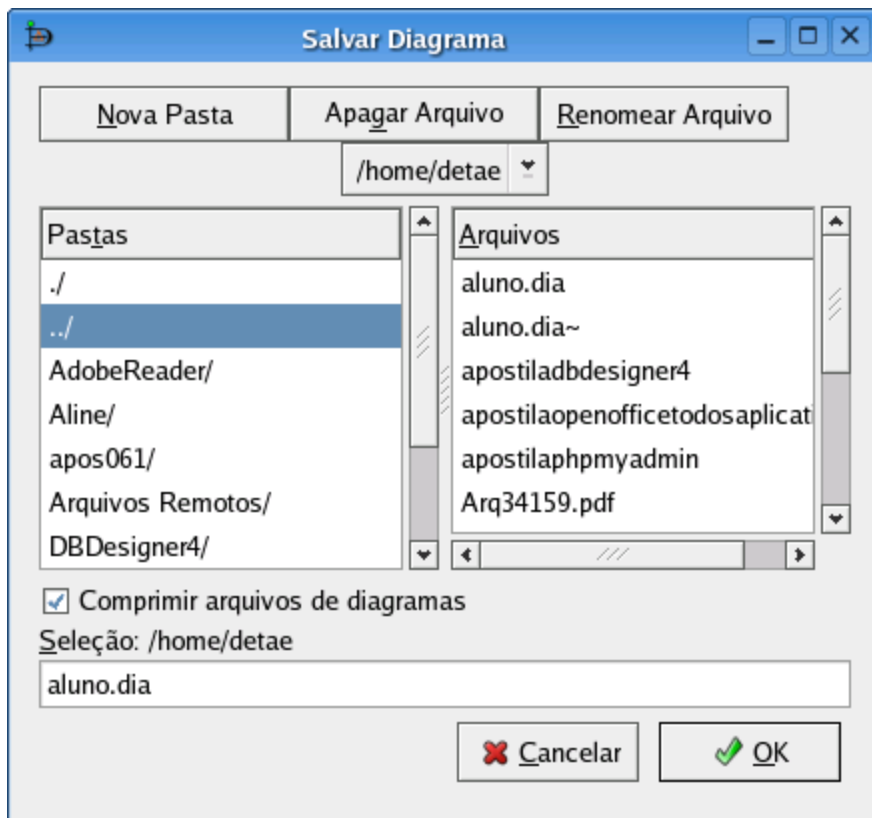 Salvar Diagrama
Nova Pasta Apagar Arquivo Renomear Arquivo
/home/detae
Pastas
./
../
AdobeReader/
Aline/
apos061/
Arquivos Remotos/
DBDesigner4/
Arquivos
aluno.dia
aluno.dia~
apostiladbdesigner4
apostilaopenofficetodosaplicati
apostilaphpmyadmin
Arq34159.pdf
Comprimir arquivos de diagramas
Seleção: /home/detae
aluno.dia
Cancelar OK